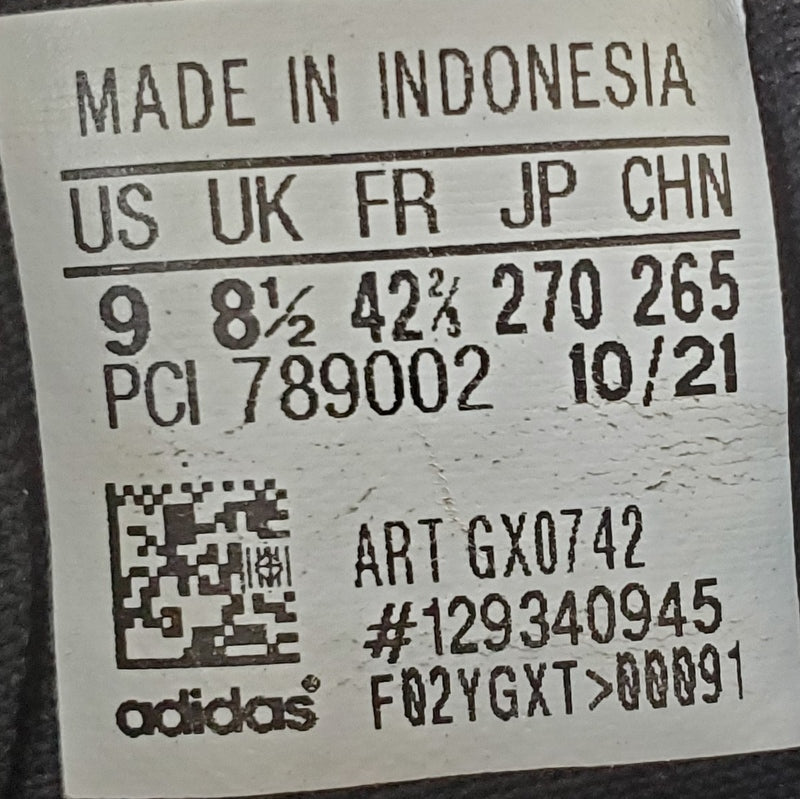 MADE IN INDONESIA
US UK FR JP CHN
9 8½ 42⅔ 270 265
PCI 789002 10/21
ART GX0742
#129340945
adidas® F02YGXT>00091